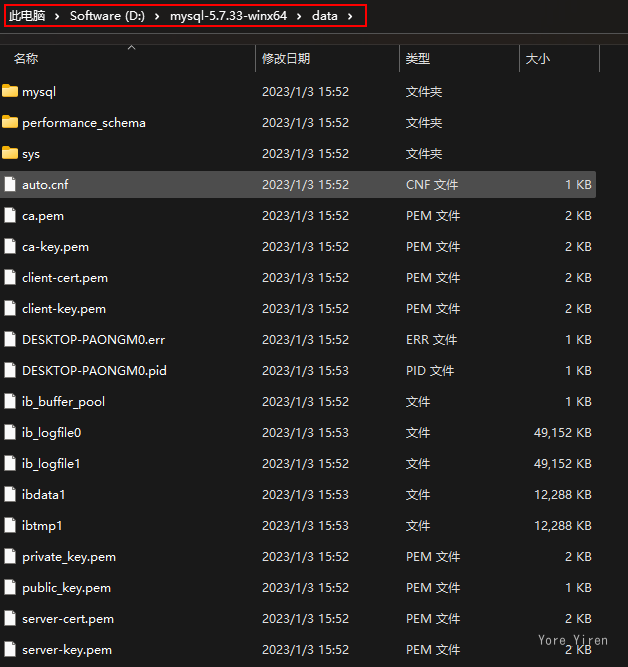 此电脑 > Software (D:) > mysql-5.7.33-winx64 > data >
名称 修改日期 类型 大小
mysql 2023/1/3 15:52 文件夹
performance_schema 2023/1/3 15:52 文件夹
sys 2023/1/3 15:52 文件夹
auto.cnf 2023/1/3 15:52 CNF 文件 1 KB
ca.pem 2023/1/3 15:52 PEM 文件 2 KB
ca-key.pem 2023/1/3 15:52 PEM 文件 2 KB
client-cert.pem 2023/1/3 15:52 PEM 文件 2 KB
client-key.pem 2023/1/3 15:52 PEM 文件 2 KB
DESKTOP-PAONGM0.err 2023/1/3 15:52 ERR 文件 1 KB
DESKTOP-PAONGM0.pid 2023/1/3 15:53 PID 文件 1 KB
ib_buffer_pool 2023/1/3 15:52 文件 1 KB
ib_logfile0 2023/1/3 15:53 文件 49,152 KB
ib_logfile1 2023/1/3 15:52 文件 49,152 KB
ibdata1 2023/1/3 15:53 文件 12,288 KB
ibtmp1 2023/1/3 15:53 文件 12,288 KB
private_key.pem 2023/1/3 15:52 PEM 文件 2 KB
public_key.pem 2023/1/3 15:52 PEM 文件 1 KB
server-cert.pem 2023/1/3 15:52 PEM 文件 2 KB
Yore_Yiren
server-key.pem 2023/1/3 15:52 PEM 文件 2 KB